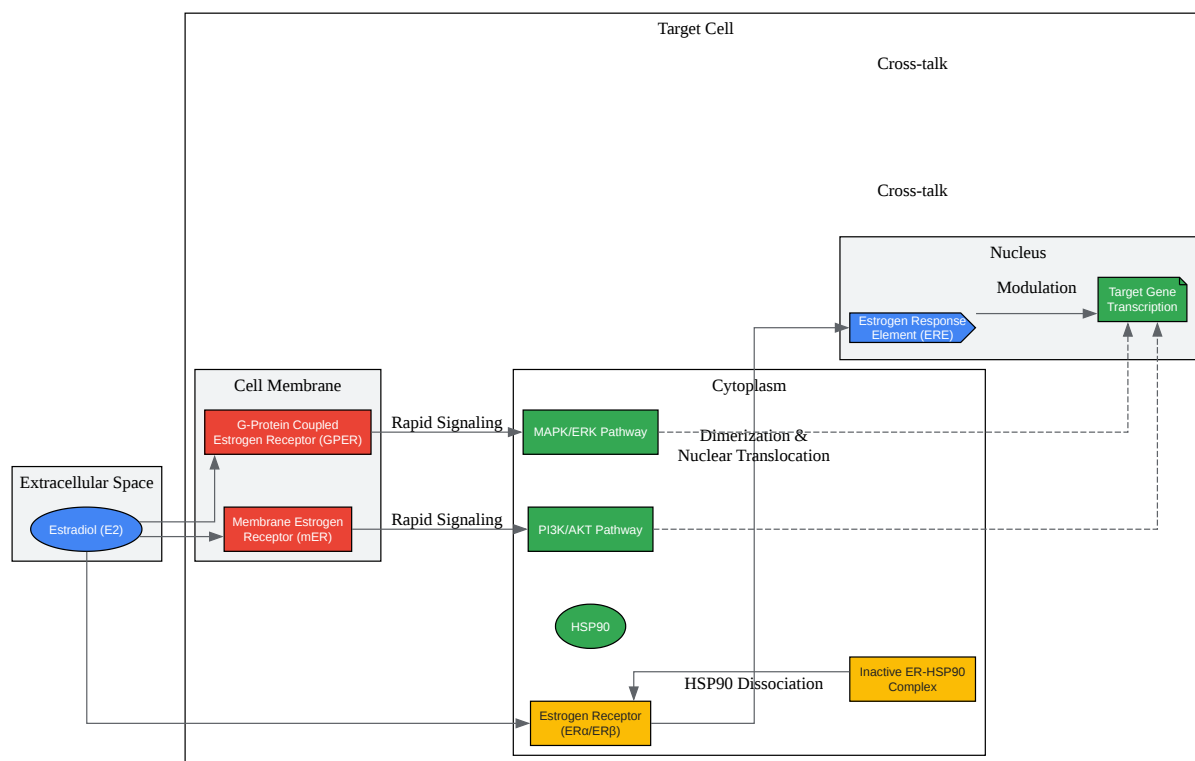 Target Cell
Cross-talk
Cross-talk
Nucleus
Modulation
Target Gene
Transcription
Estrogen Response
Element (ERE)
Cell Membrane
Cytoplasm
G-Protein Coupled
Estrogen Receptor (GPER)
Rapid Signaling
MAPK/ERK Pathway
Dimerization &
Nuclear Translocation
Extracellular Space
Estradiol (E2)
Membrane Estrogen
Receptor (mER)
Rapid Signaling
PI3K/AKT Pathway
HSP90
HSP90 Dissociation
Inactive ER-HSP90
Complex
Estrogen Receptor
(ERα/ERβ)